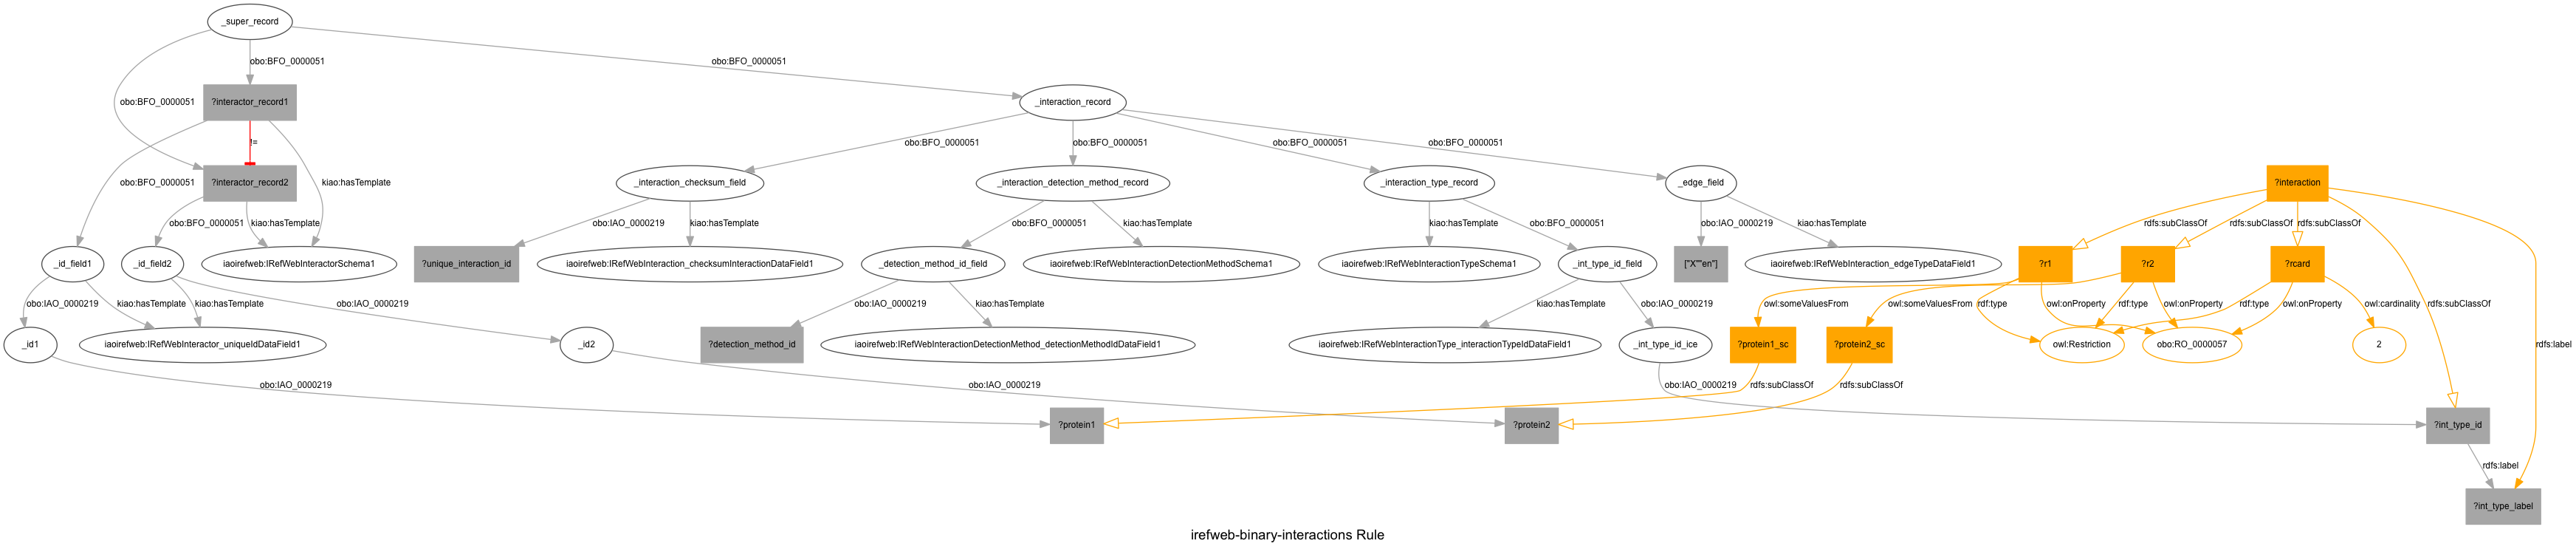 _super_record
obo:BFO_0000051
obo:BFO_0000051
obo:BFO_0000051
?interactor_record1
_interaction_record
!=
obo:BFO_0000051
obo:BFO_0000051
obo:BFO_0000051
obo:BFO_0000051
obo:BFO_0000051
kiao:hasTemplate
?interactor_record2
_interaction_checksum_field
_interaction_detection_method_record
_interaction_type_record
_edge_field
?interaction
obo:BFO_0000051
kiao:hasTemplate
obo:IAO_0000219
kiao:hasTemplate
obo:BFO_0000051
kiao:hasTemplate
kiao:hasTemplate
obo:BFO_0000051
obo:IAO_0000219
kiao:hasTemplate
rdfs:subClassOf
rdfs:subClassOf
rdfs:subClassOf
_id_field1
_id_field2
iaoirefweb:IRefWebInteractorSchema1
?unique_interaction_id
iaoirefweb:IRefWebInteraction_checksumInteractionDataField1
_detection_method_id_field
iaoirefweb:IRefWebInteractionDetectionMethodSchema1
iaoirefweb:IRefWebInteractionTypeSchema1
_int_type_id_field
["X""en"]
iaoirefweb:IRefWebInteraction_edgeTypeDataField1
?r1
?r2
?rcard
obo:IAO_0000219
kiao:hasTemplate
kiao:hasTemplate
obo:IAO_0000219
obo:IAO_0000219
kiao:hasTemplate
kiao:hasTemplate
obo:IAO_0000219
owl:someValuesFrom
owl:someValuesFrom
rdf:type
owl:onProperty
rdf:type
owl:onProperty
rdf:type
owl:onProperty
owl:cardinality
rdfs:subClassOf
_id1
iaoirefweb:IRefWebInteractor_uniqueIdDataField1
_id2
?detection_method_id
iaoirefweb:IRefWebInteractionDetectionMethod_detectionMethodIdDataField1
iaoirefweb:IRefWebInteractionType_interactionTypeIdDataField1
_int_type_id_ice
?protein1_sc
?protein2_sc
owl:Restriction
obo:RO_0000057
2
rdfs:label
obo:IAO_0000219
obo:IAO_0000219
obo:IAO_0000219
rdfs:subClassOf
rdfs:subClassOf
?protein1
?protein2
?int_type_id
rdfs:label
?int_type_label
irefweb-binary-interactions Rule